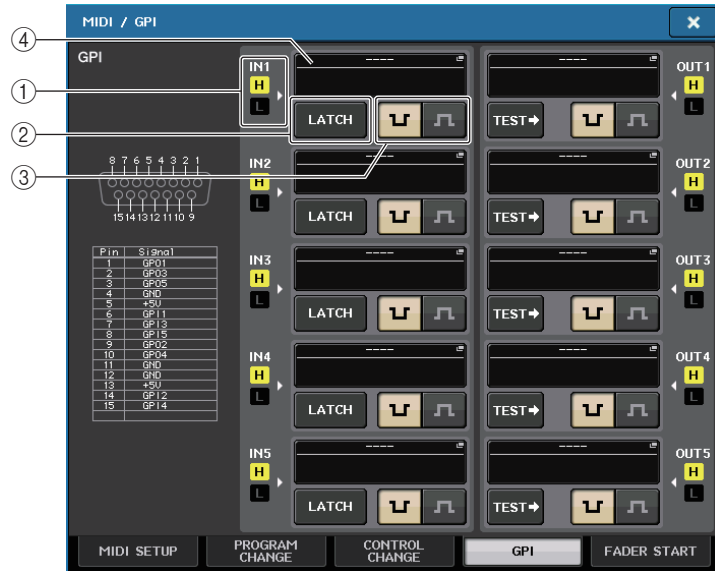 MIDI / GPI
GPI
4
1
2
3
IN1
H
L
----
LATCH
----
TEST
OUT1
H
L
IN2
H
L
----
LATCH
----
TEST
OUT2
H
L
IN3
H
L
----
LATCH
----
TEST
OUT3
H
L
IN4
H
L
----
LATCH
----
TEST
OUT4
H
L
IN5
H
L
----
LATCH
----
TEST
OUT5
H
L
8 7 6 5 4 3 2 1
15 14 13 12 11 10 9
Pin Signal
1 GPO1
2 GPO3
3 GPO5
4 GND
5 +5V
6 GPI1
7 GPI3
8 GPI5
9 GPO2
10 GPO4
11 GND
12 GND
13 +5V
14 GPI2
15 GPI4
MIDI SETUP
PROGRAM
CHANGE
CONTROL
CHANGE
GPI
FADER START